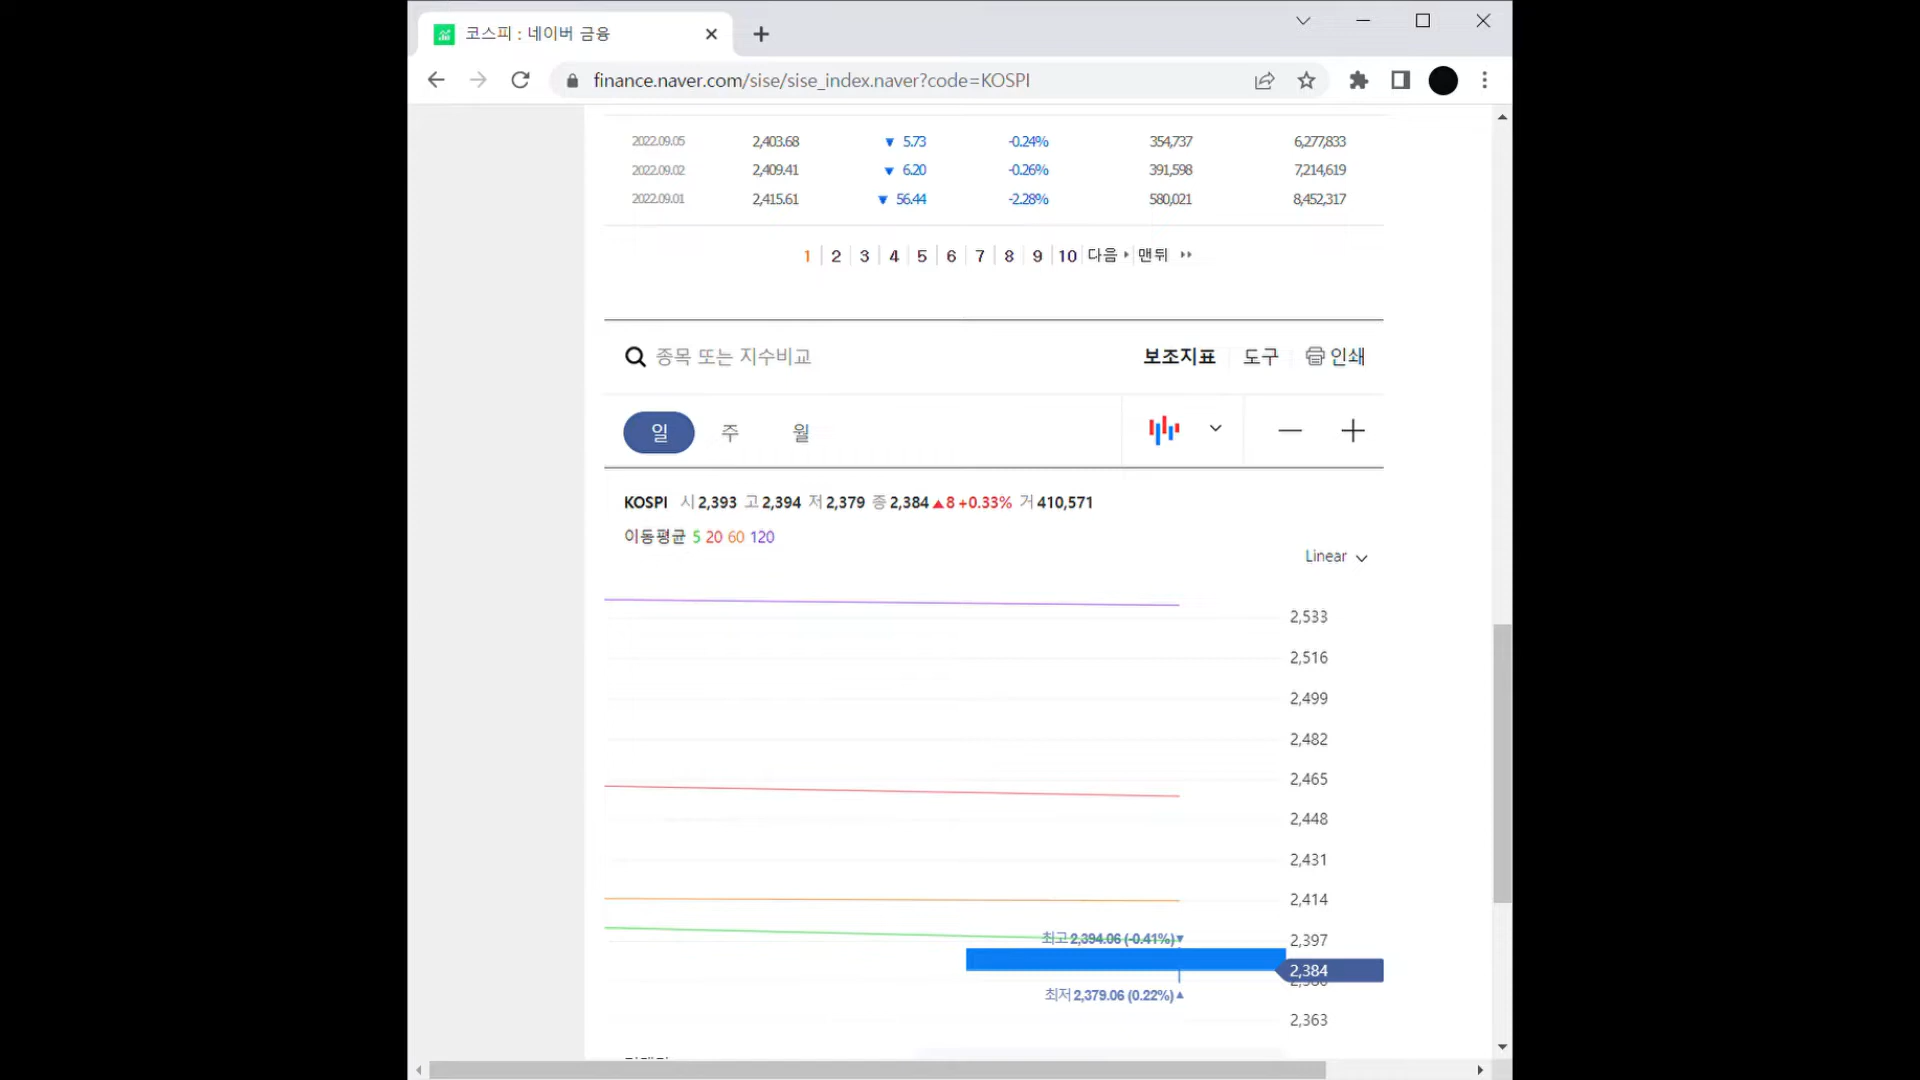 코스피 : 네이버 금융
finance.naver.com/sise/sise_index.naver?code=KOSPI
2022.09.05 2,403.68 ▼ 5.73 -0.24% 354,737 6,277,833
2022.09.02 2,409.41 ▼ 6.20 -0.26% 391,598 7,214,619
2022.09.01 2,415.61 ▼ 56.44 -2.28% 580,021 8,452,317
1 2 3 4 5 6 7 8 9 10 다음 맨뒤
종목 또는 지수비교 보조지표 도구 인쇄
일 주 월
KOSPI 시 2,393 고 2,394 저 2,379 종 2,384 ▲8 +0.33% 거 410,571
이동평균 5 20 60 120
Linear
2,533
2,516
2,499
2,482
2,465
2,448
2,431
2,414
최고 2,394.06 (-0.41%)▼
2,397
2,384
2,380
최저 2,379.06 (0.22%)▲
2,363